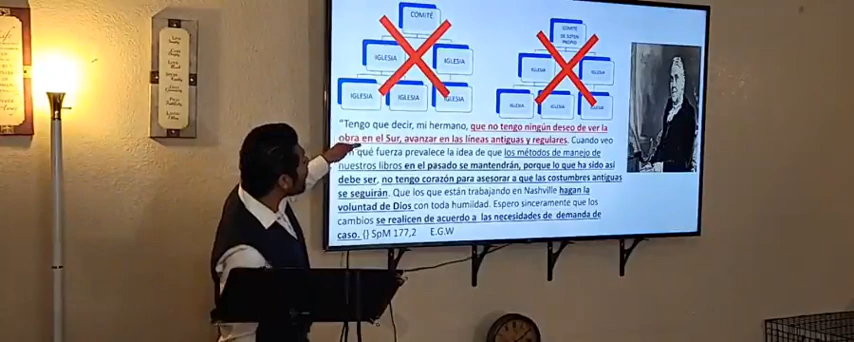 COMITÉ
IGLESIA
IGLESIA
IGLESIA
IGLESIA
IGLESIA
COMITÉ
DE SOTEN
PROPIO
IGLESIA
IGLESIA
IGLESIA
IGLESIA
IGLESIA
"Tengo que decir, mi hermano, que no tengo ningún deseo de ver la
obra en el Sur, avanzar en las líneas antiguas y regulares. Cuando veo
qué fuerza prevalece la idea de que los métodos de manejo de
nuestros libros en el pasado se mantendrán, porque lo que ha sido así
debe ser, no tengo corazón para asesorar a que las costumbres antiguas
se seguirán. Que los que están trabajando en Nashville hagan la
voluntad de Dios con toda humildad. Espero sinceramente que los
cambios se realicen de acuerdo a las necesidades de demanda de
caso. {} SpM 177,2 E.G.W